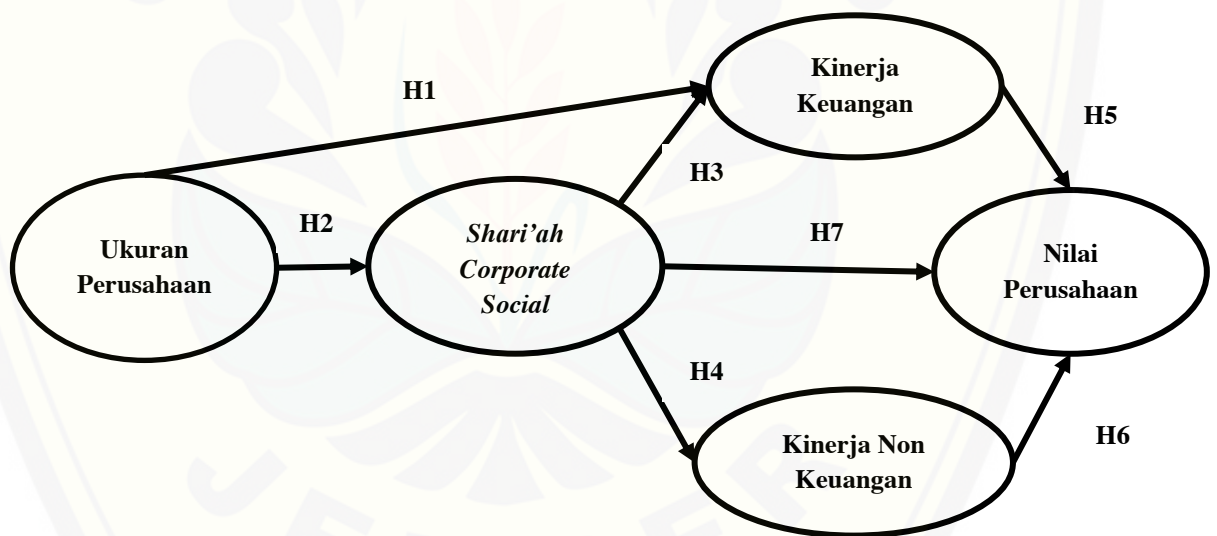 H1
Kinerja
Keuangan
H5
H3
H2
Ukuran
Perusahaan
Shari’ah
Corporate
Social
H7
Nilai
Perusahaan
H4
Kinerja Non
Keuangan
H6
JEMBER